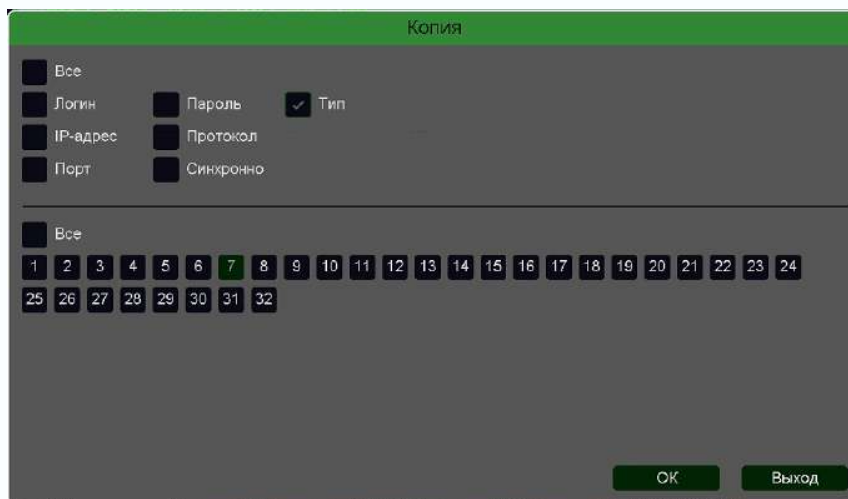 Копия
Все
Логин Пароль Тип
IP-адрес Протокол
Порт Синхронно
Все
1 2 3 4 5 6 7 8 9 10 11 12 13 14 15 16 17 18 19 20 21 22 23 24
25 26 27 28 29 30 31 32
OK Выход